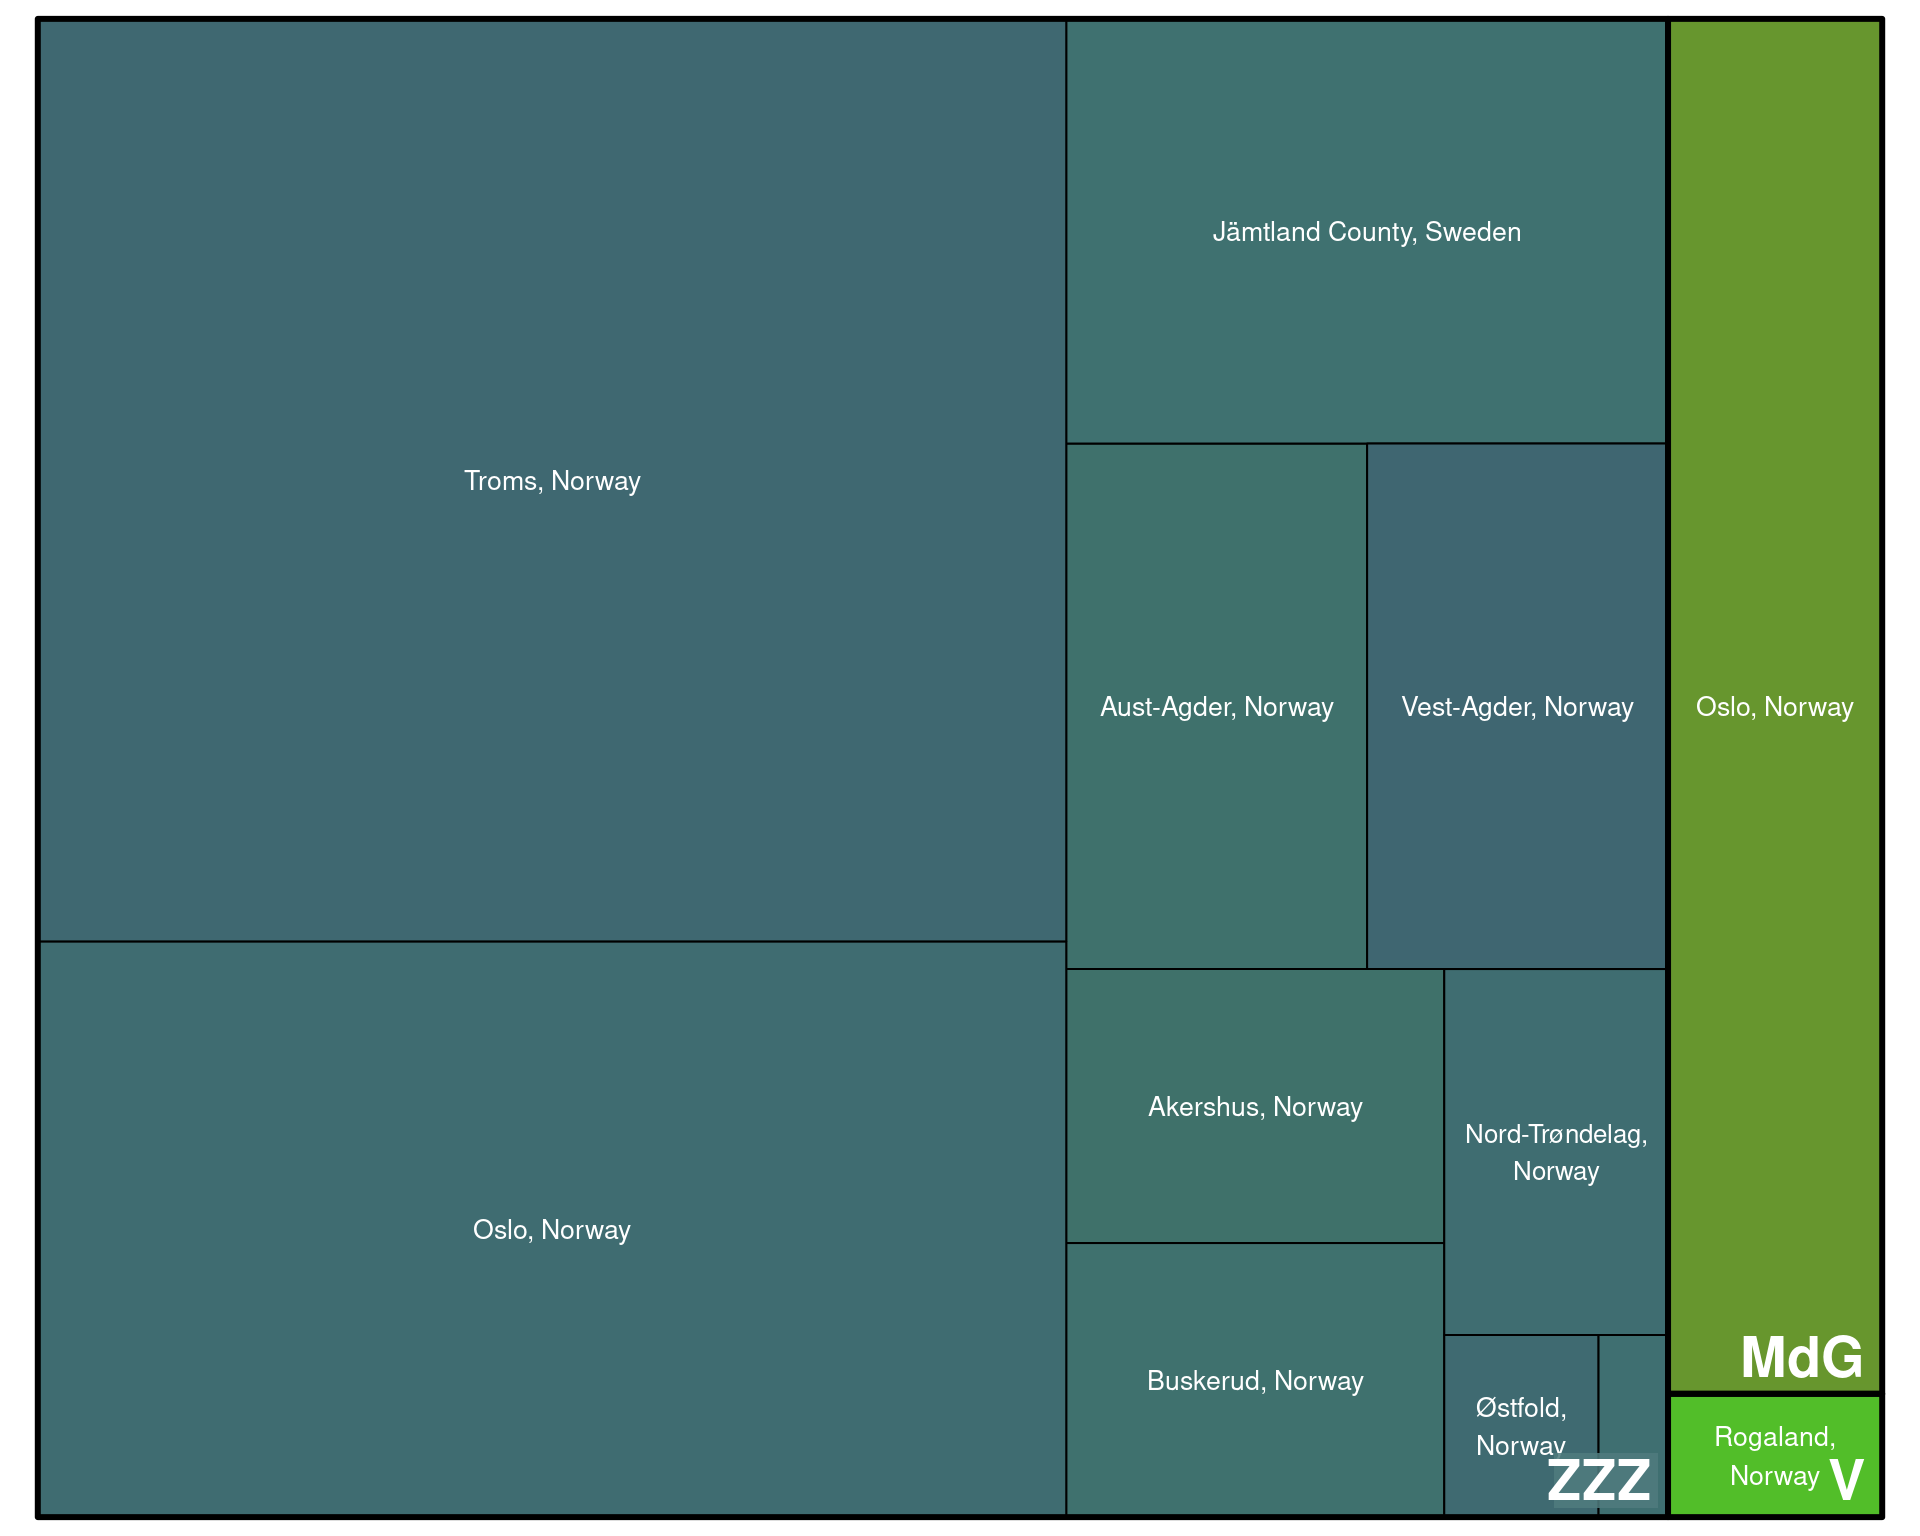 Troms, Norway
Oslo, Norway
Jämtland County, Sweden
Aust-Agder, Norway
Vest-Agder, Norway
Akershus, Norway
Buskerud, Norway
Nord-Trøndelag,
Norway
Østfold,
Norway
ZZZ
Oslo, Norway
MdG
Rogaland,
Norway
V